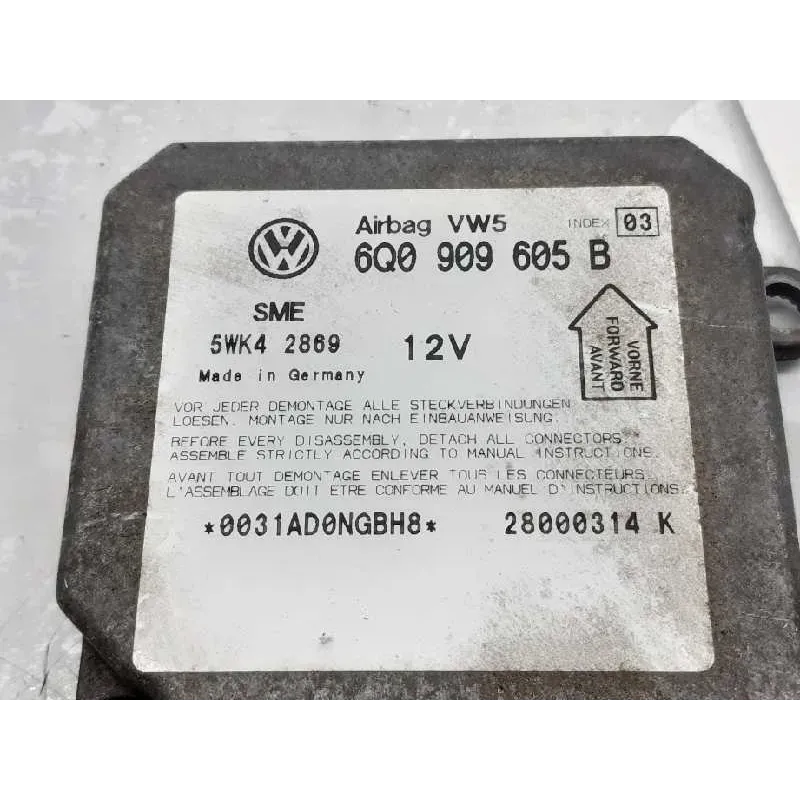 Airbag VW5 INDEX 03
6Q0 909 605 B
SME
5WK4 2869 12V
Made in Germany
VORNE
FORWARD
AVANT
VOR JEDER DEMONTAGE ALLE STECKVERBINDUNGEN
LOESEN. MONTAGE NUR NACH EINBAUANWEISUNG.
BEFORE EVERY DISASSEMBLY, DETACH ALL CONNECTORS.
ASSEMBLE STRICTLY ACCORDING TO MANUAL INSTRUCTIONS.
AVANT TOUT DEMONTAGE ENLEVER TOUS LES CONNECTEURS.
L'ASSEMBLAGE DOIT ETRE CONFORME AU MANUEL D'INSTRUCTIONS.
*0031AD0NGBH8* 28000314 K